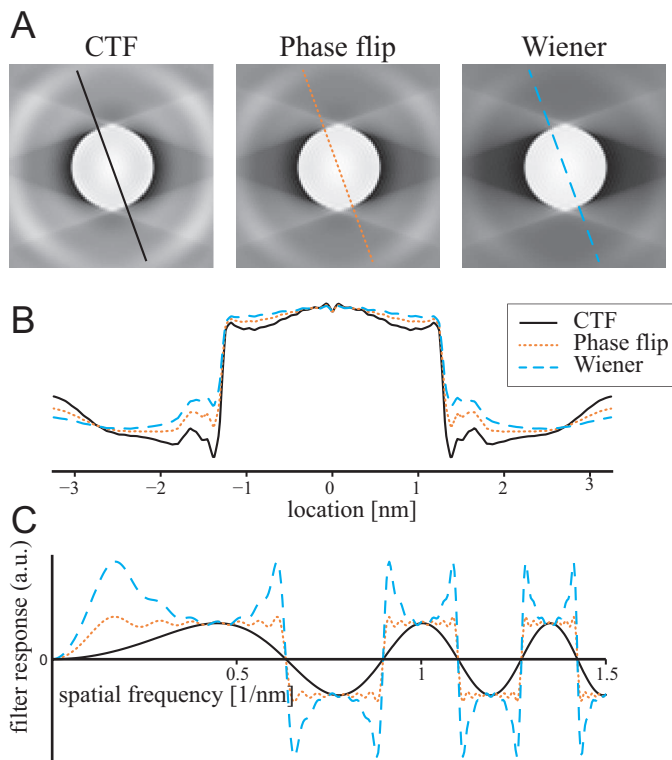 A
CTF
Phase flip
Wiener
B
CTF
Phase flip
Wiener
−3
−2
−1
0
1
2
3
location [nm]
C
filter response (a.u.)
0
0.5
1
1.5
spatial frequency [1/nm]